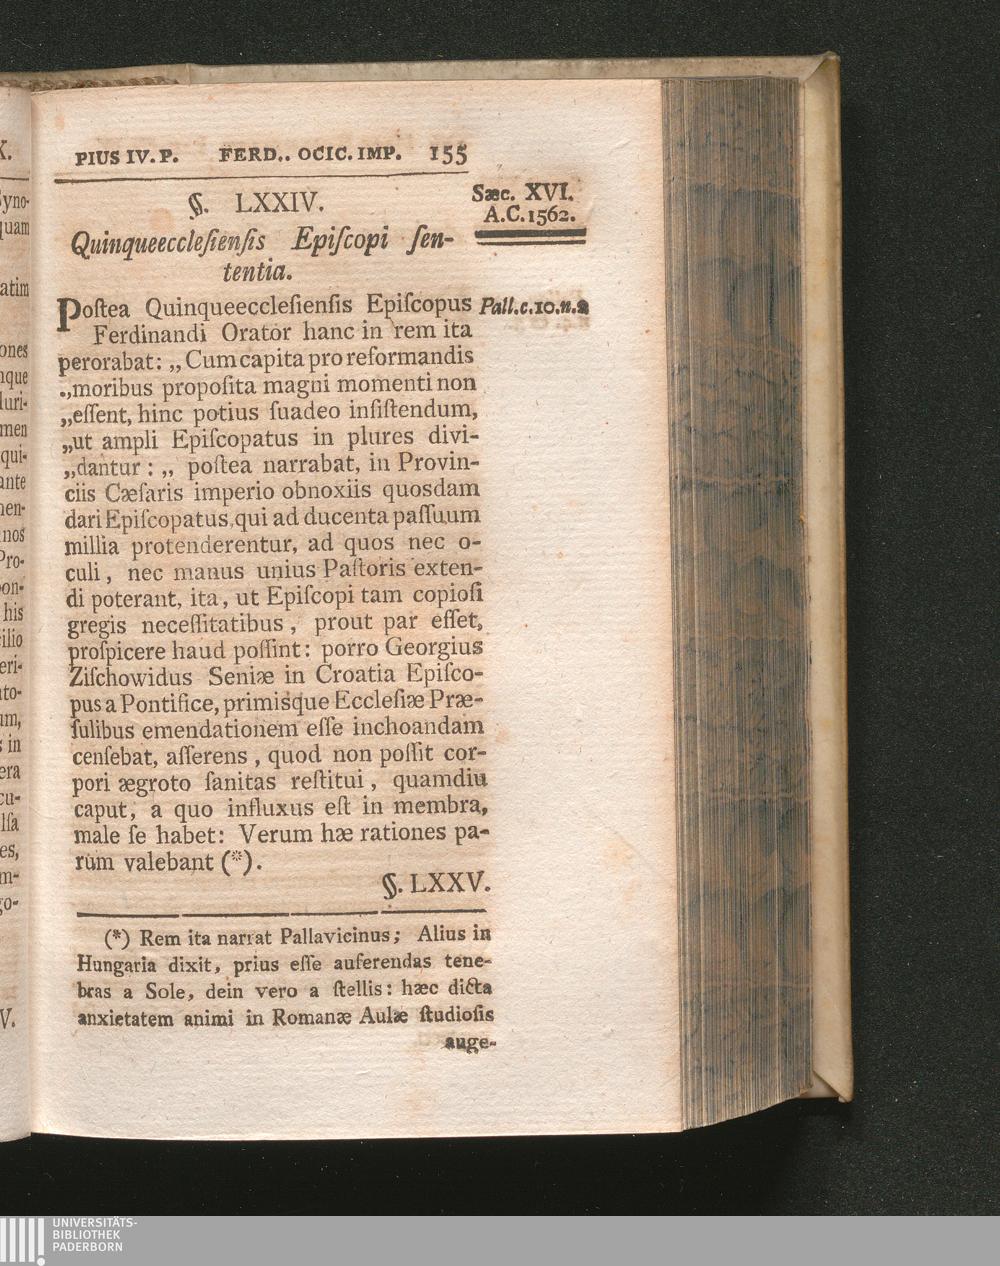 PIUS IV. P. FERD.. OCIC. IMP. 155
§. LXXIV.
Sæc. XVI.
A.C. 1562.
Quinqueeccleſienſis Epiſcopi ſen-
tentia.
Poſtea Quinqueeccleſienſis Epiſcopus
Pall. c. 10. n. 2
Ferdinandi Orator hanc in rem ita
perorabat: „ Cum capita pro reformandis
.,moribus propoſita magni momenti non
„eſſent, hinc potius ſuadeo inſiſtendum,
„ut ampli Epiſcopatus in plures divi-
„dantur : „ poſtea narrabat, in Provin-
ciis Cæſaris imperio obnoxiis quosdam
dari Epiſcopatus, qui ad ducenta paſſuum
millia protenderentur, ad quos nec o-
culi, nec manus unius Paſtoris exten-
di poterant, ita, ut Epiſcopi tam copioſi
gregis neceſſitatibus, prout par eſſet,
proſpicere haud poſſint: porro Georgius
Ziſchowidus Seniæ in Croatia Epiſco-
pus a Pontifice, primisque Eccleſiæ Præ-
ſulibus emendationem eſſe inchoandam
cenſebat, aſſerens, quod non poſſit cor-
pori ægroto ſanitas reſtitui, quamdiu
caput, a quo influxus eſt in membra,
male ſe habet: Verum hæ rationes pa-
rum valebant (*).
§. LXXV.
(*) Rem ita narrat Pallavicinus; Alius in
Hungaria dixit, prius eſſe auferendas tene-
bras a Sole, dein vero a ſtellis: hæc dicta
anxietatem animi in Romanæ Aulæ ſtudioſis
auge-
UNIVERSITÄTS-
BIBLIOTHEK
PADERBORN